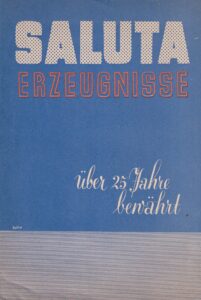 SALUTA
ERZEUGNISSE
über 25 Jahre
bewährt